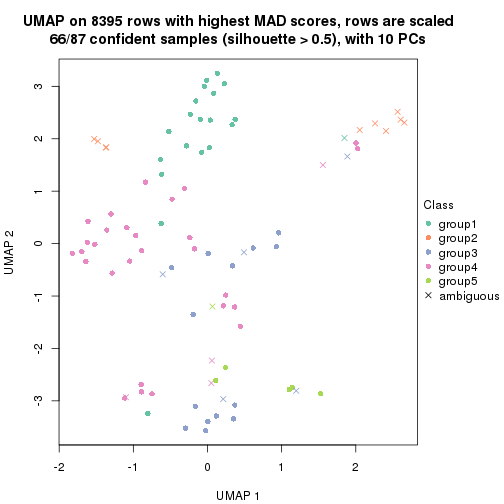 UMAP on 8395 rows with highest MAD scores, rows are scaled
66/87 confident samples (silhouette > 0.5), with 10 PCs
3
2
1
0
-1
-2
-3
UMAP 2
-2
-1
0
1
2
UMAP 1
Class
group1
group2
group3
group4
group5
ambiguous